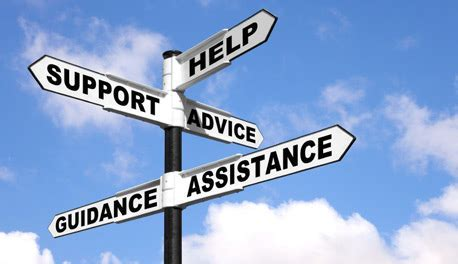 HELP
SUPPORT
ADVICE
ASSISTANCE
GUIDANCE